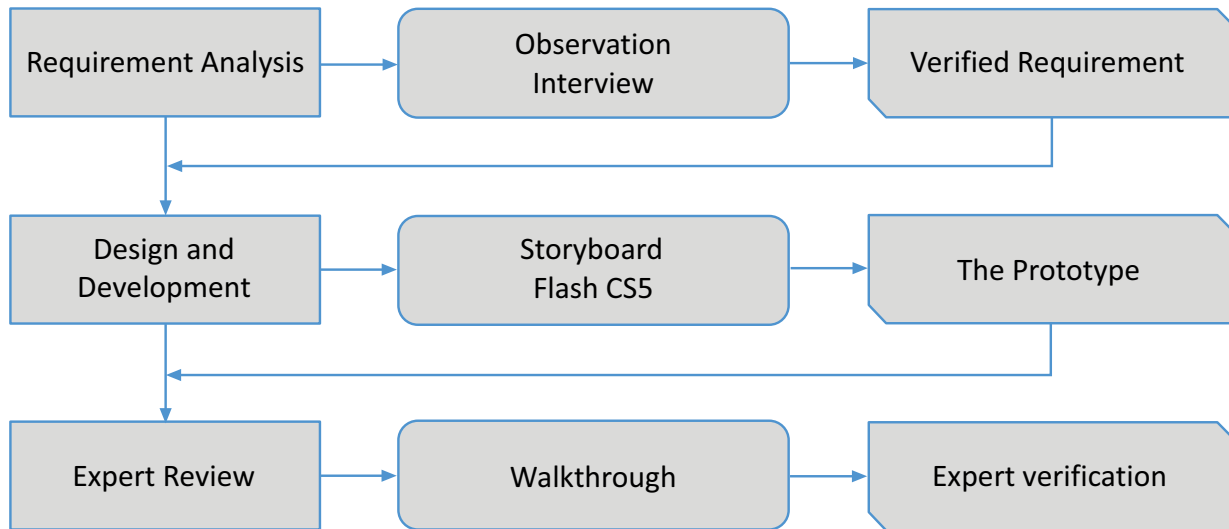 Requirement Analysis
Observation
Interview
Verified Requirement
Design and
Development
Storyboard
Flash CS5
The Prototype
Expert Review
Walkthrough
Expert verification